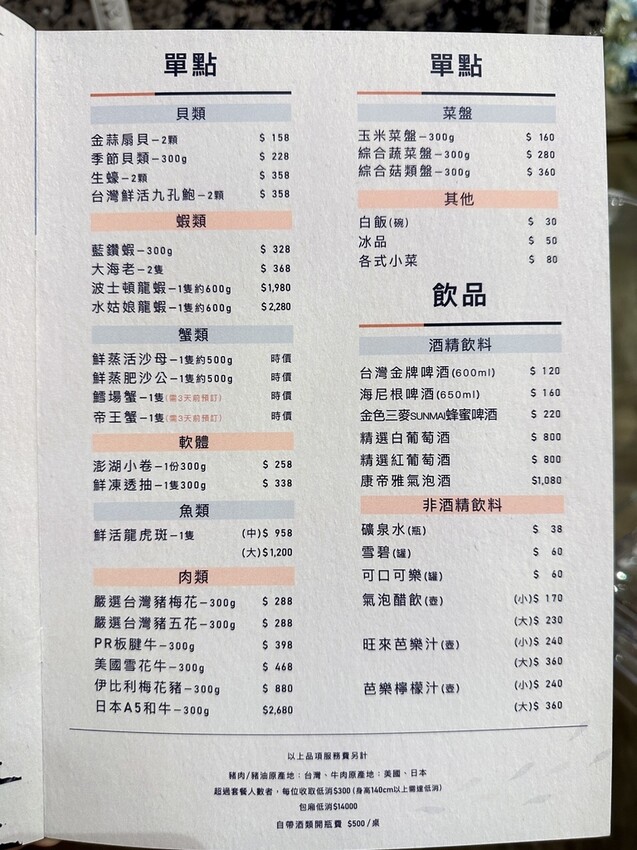 單點
貝類
金蒜扇貝－2顆 $ 158
季節貝類－300g $ 228
生蠔－2顆 $ 358
台灣鮮活九孔鮑－2顆 $ 358
蝦類
藍鑽蝦－300g $ 328
大海老－2隻 $ 368
波士頓龍蝦－1隻約600g $1,980
水姑娘龍蝦－1隻約600g $2,280
蟹類
鮮蒸活沙母－1隻約500g 時價
鮮蒸肥沙公－1隻約500g 時價
鱈場蟹－1隻(需3天前預訂) 時價
帝王蟹－1隻(需3天前預訂) 時價
軟體
澎湖小卷－1份300g $ 258
鮮凍透抽－1隻300g $ 338
魚類
鮮活龍虎斑－1隻 (中)$ 958
(大)$1,200
肉類
嚴選台灣豬梅花－300g $ 288
嚴選台灣豬五花－300g $ 288
PR板腱牛－300g $ 398
美國雪花牛－300g $ 468
伊比利梅花豬－300g $ 880
日本A5和牛－300g $2,680
單點
菜盤
玉米菜盤－300g $ 160
綜合蔬菜盤－300g $ 280
綜合菇類盤－300g $ 360
其他
白飯(碗) $ 30
冰品 $ 50
各式小菜 $ 80
飲品
酒精飲料
台灣金牌啤酒(600ml) $ 120
海尼根啤酒(650ml) $ 160
金色三麥SUNMAI蜂蜜啤酒 $ 220
精選白葡萄酒 $ 800
精選紅葡萄酒 $ 800
康帝雅氣泡酒 $1,080
非酒精飲料
礦泉水(瓶) $ 38
雪碧(罐) $ 60
可口可樂(罐) $ 60
氣泡醋飲(壺) (小)$ 170
(大)$ 230
旺來芭樂汁(壺) (小)$ 240
(大)$ 360
芭樂檸檬汁(壺) (小)$ 240
(大)$ 360
以上品項服務費另計
豬肉/豬油原產地：台灣、牛肉原產地：美國、日本
超過套餐人數者，每位收取低消$300 (身高140cm以上需達低消)
包廂低消$14000
自帶酒類開瓶費 $500/桌